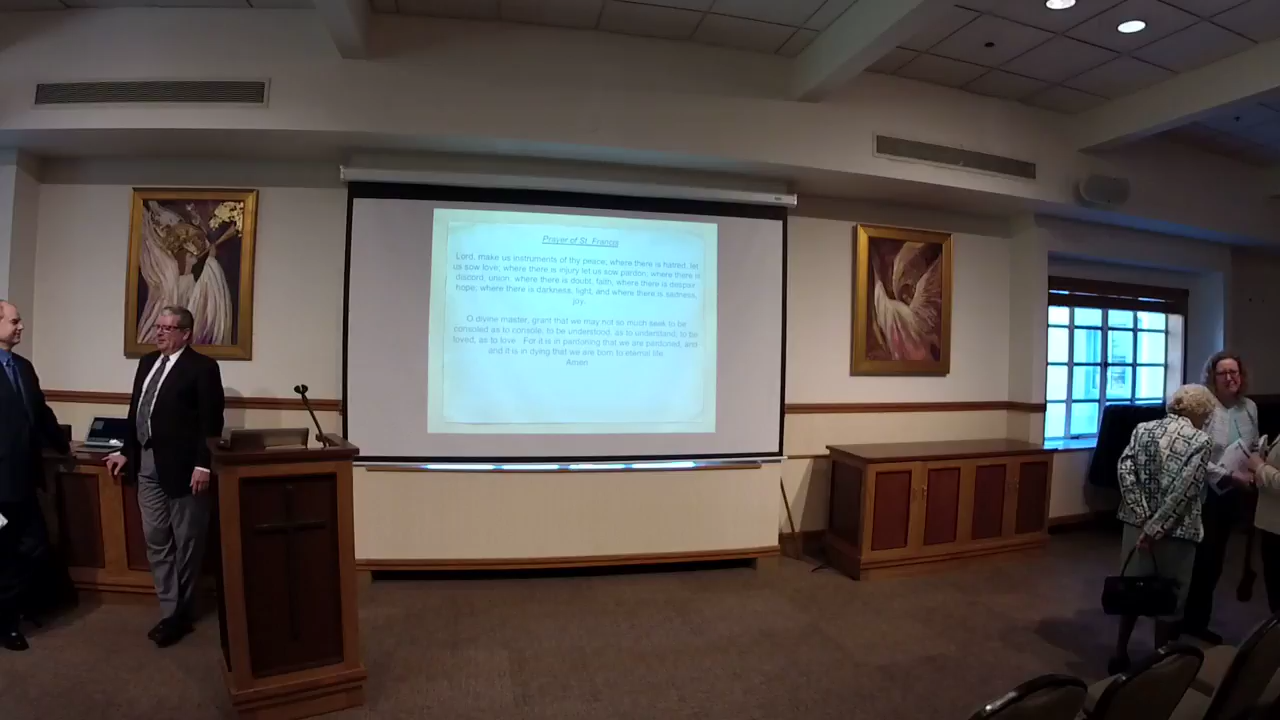 Prayer of St. Francis
Lord, make us instruments of thy peace; where there is hatred, let
us sow love; where there is injury let us sow pardon; where there is
discord, union; where there is doubt, faith, where there is despair
hope; where there is darkness, light, and where there is sadness,
joy.
O divine master, grant that we may not so much seek to be
consoled as to console; to be understood, as to understand; to be
loved, as to love. For it is in pardoning that we are pardoned, and
and it is in dying that we are born to eternal life.
Amen